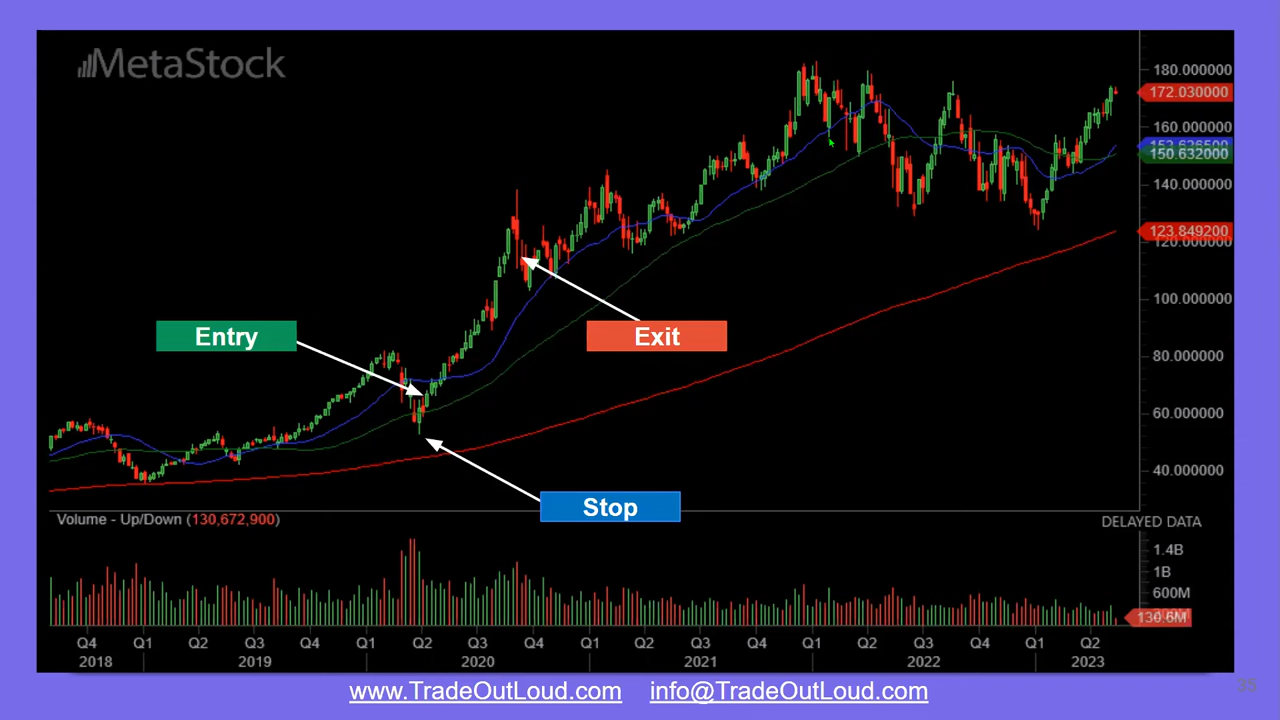 MetaStock
180.000000
172.030000
160.000000
150.632000
140.000000
123.849200
120.000000
100.000000
Entry
Exit
80.000000
60.000000
40.000000
Stop
Volume - Up/Down (130,672,900)
DELAYED DATA
1.4B
1B
600M
130.6M
Q4 Q1 Q2 Q3 Q4 Q1 Q2 Q3 Q4 Q1 Q2 Q3 Q4 Q1 Q2 Q3 Q4 Q1 Q2
2018 2019 2020 2021 2022 2023
www.TradeOutLoud.com info@TradeOutLoud.com
35